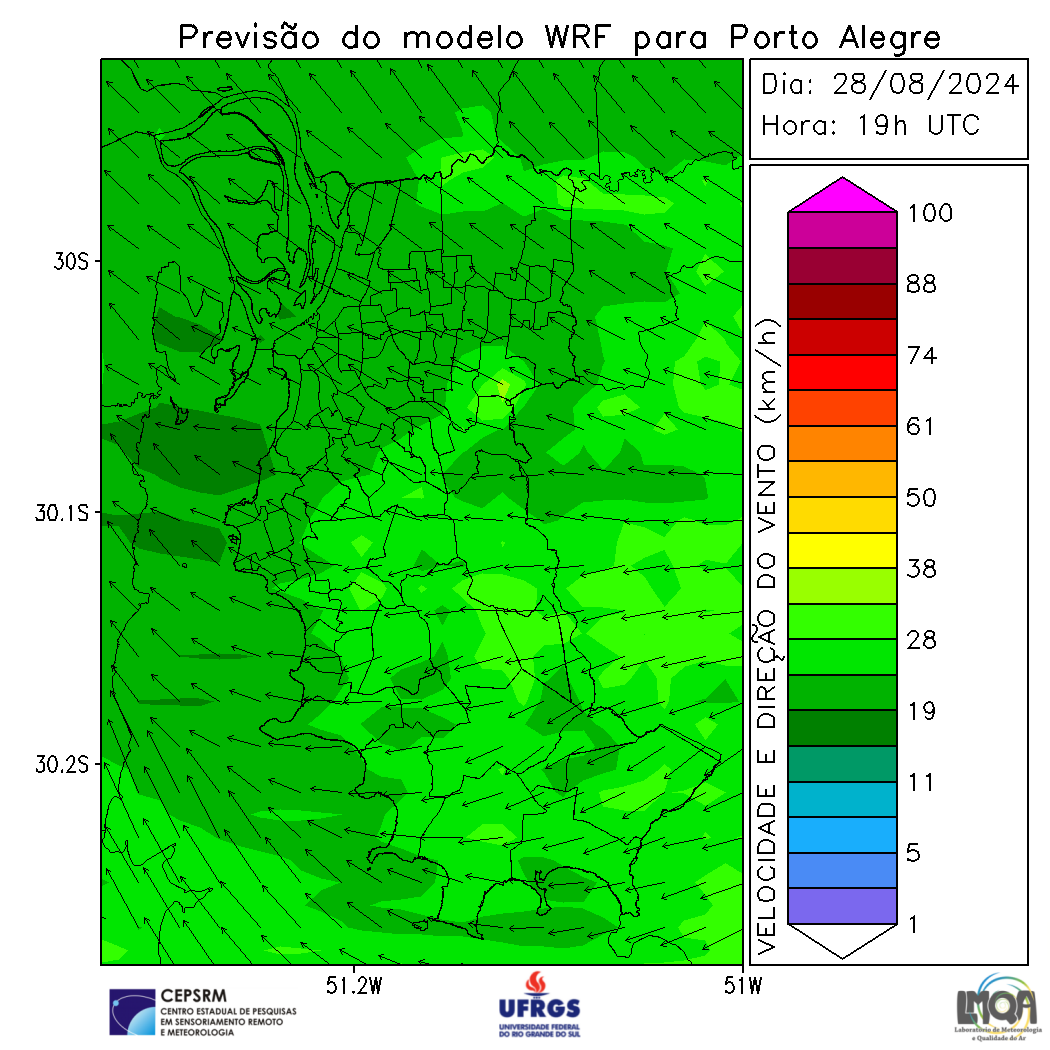 Previsão do modelo WRF para Porto Alegre
Dia: 28/08/2024
Hora: 19h UTC
30S
30.1S
30.2S
51.2W
51W
VELOCIDADE E DIREÇÃO DO VENTO (km/h)
100
88
74
61
50
38
28
19
11
5
1
CEPSRM
CENTRO ESTADUAL DE PESQUISAS
EM SENSORIAMENTO REMOTO
E METEOROLOGIA
UFRGS
UNIVERSIDADE FEDERAL
DO RIO GRANDE DO SUL
LMQA
Laboratório de Meteorologia
e Qualidade do Ar